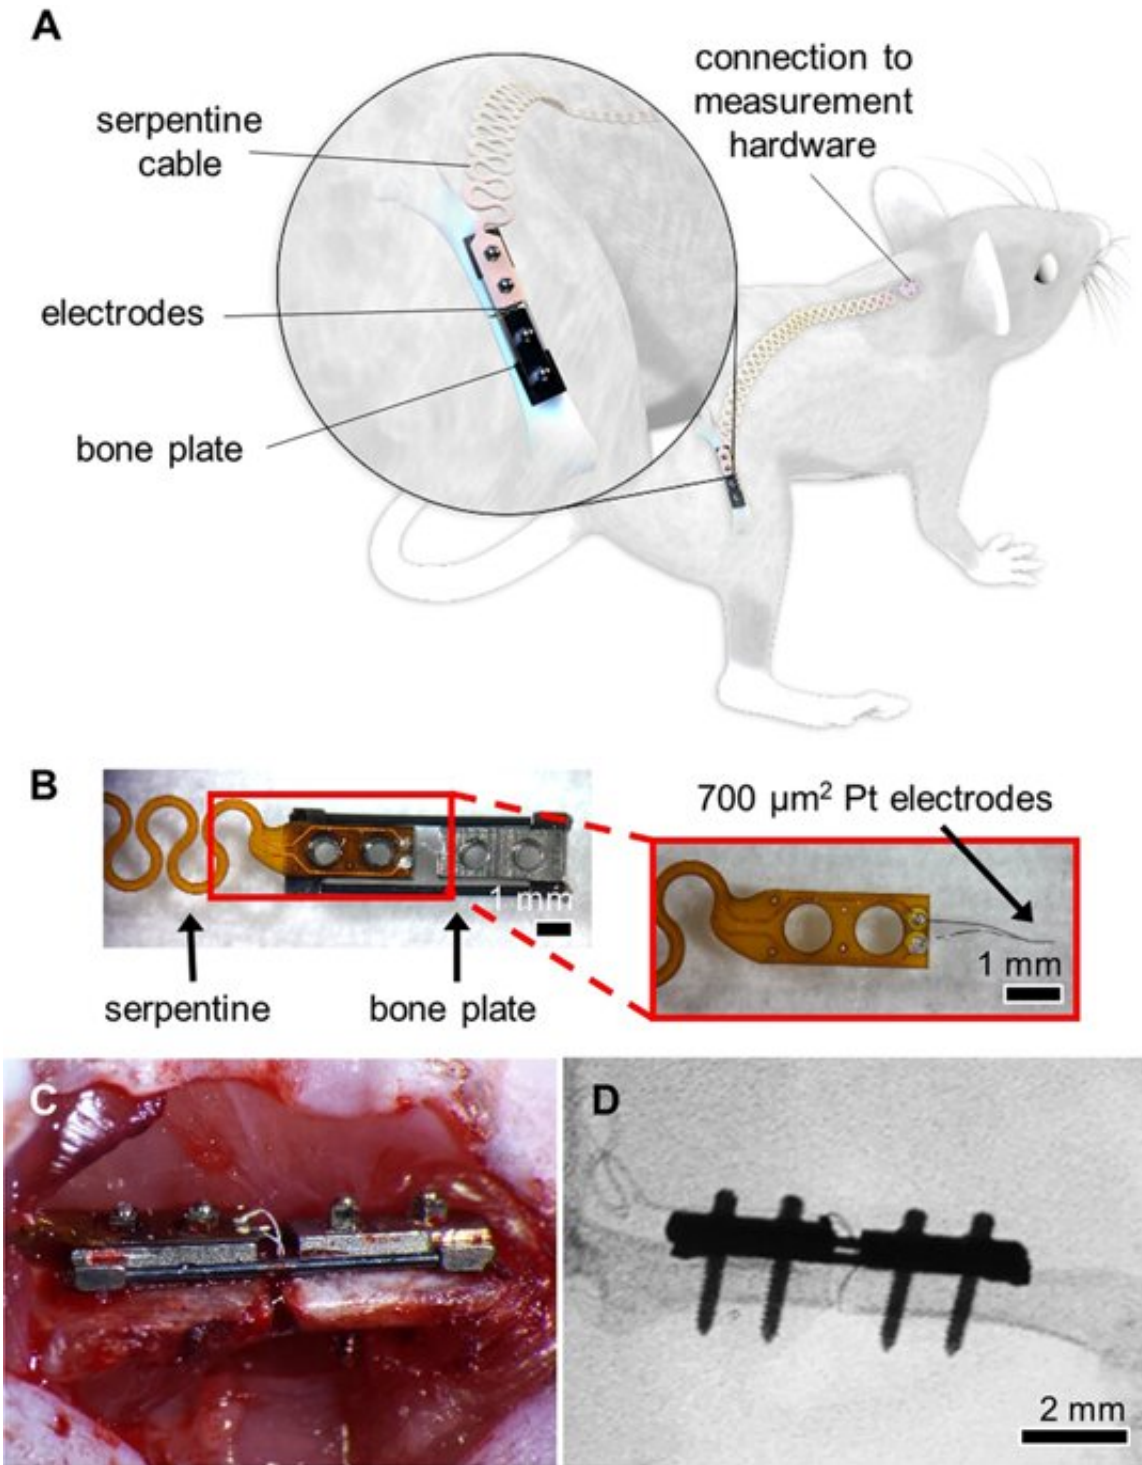 A
serpentine
cable
connection to
measurement
hardware
electrodes
bone plate
B
700 µm² Pt electrodes
1 mm
1 mm
serpentine
bone plate
C
D
2 mm